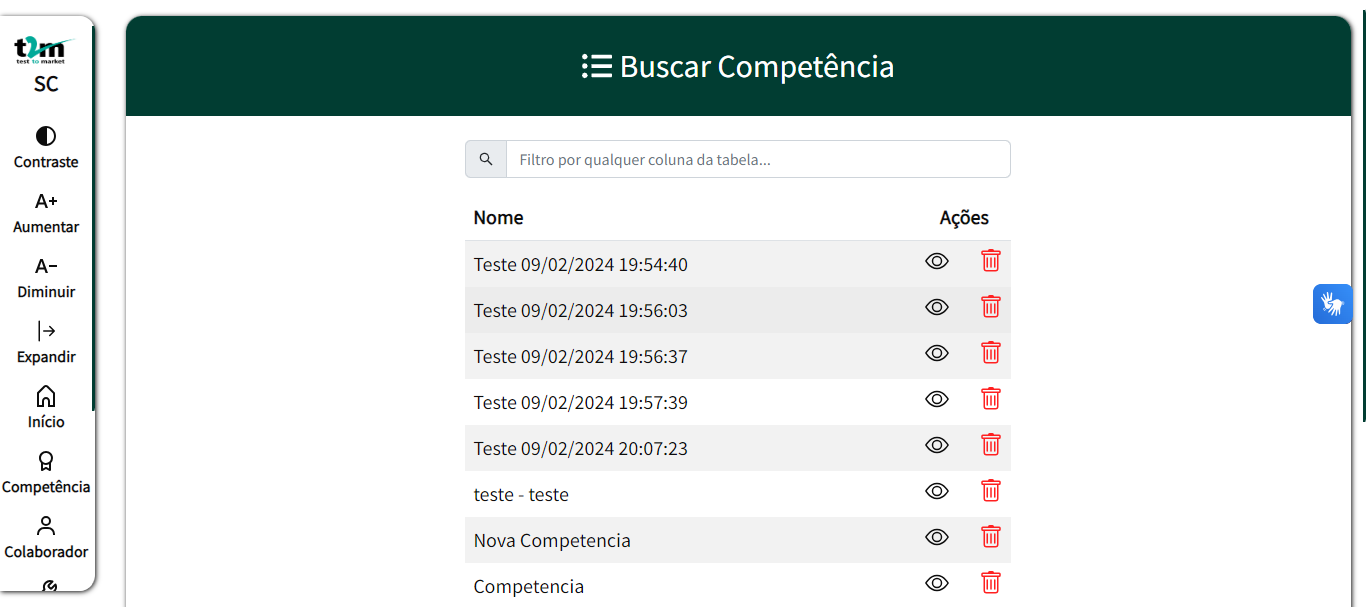 t2m
test to market
SC
Contraste
A+
Aumentar
A−
Diminuir
Expandir
Início
Competência
Colaborador
Buscar Competência
Filtro por qualquer coluna da tabela...
Nome Ações
Teste 09/02/2024 19:54:40
Teste 09/02/2024 19:56:03
Teste 09/02/2024 19:56:37
Teste 09/02/2024 19:57:39
Teste 09/02/2024 20:07:23
teste - teste
Nova Competencia
Competencia